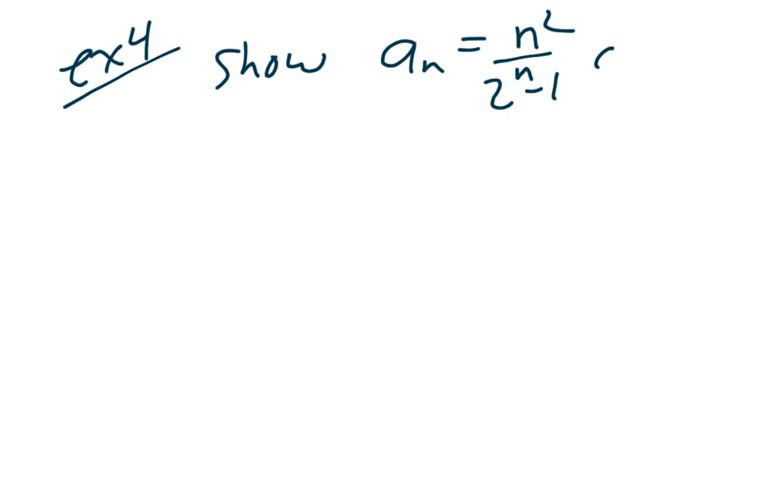 ex4 show aₙ = n²/(2ⁿ-1) c